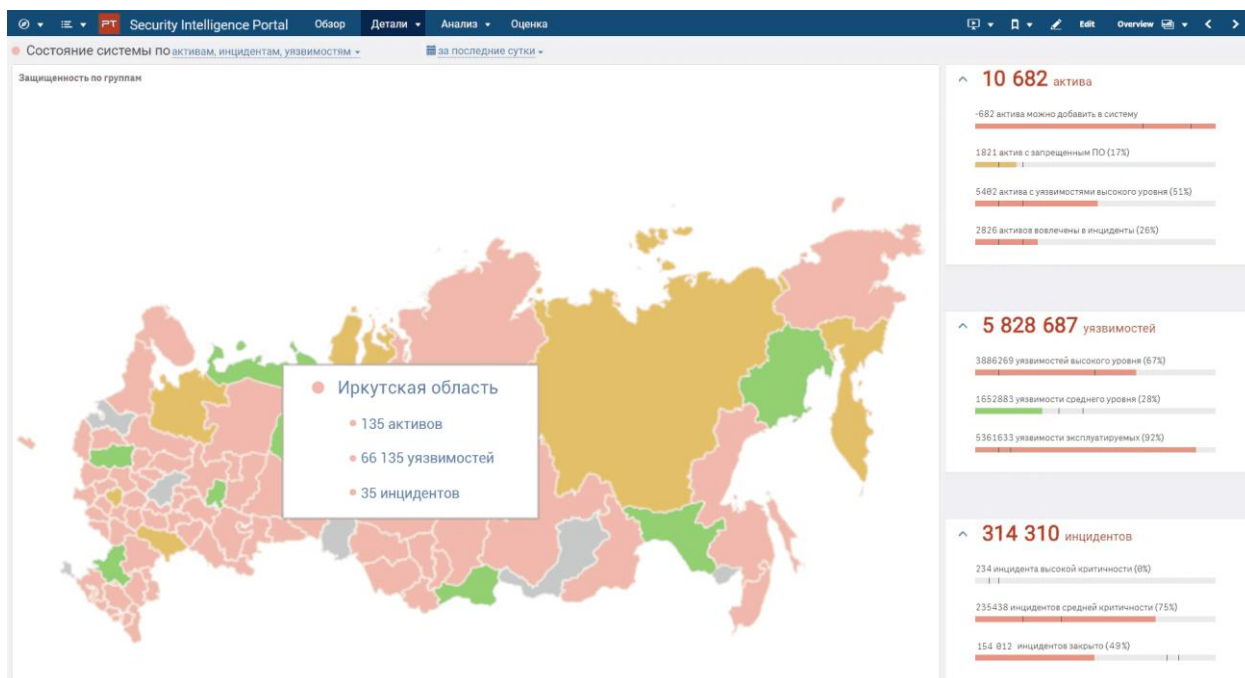 PT Security Intelligence Portal Обзор Детали Анализ Оценка Edit Overview
Состояние системы по активам, инцидентам, уязвимостям за последние сутки
Защищенность по группам
Иркутская область
135 активов
66 135 уязвимостей
35 инцидентов
10 682 актива
-682 актива можно добавить в систему
1821 актив с запрещенным ПО (17%)
5402 актива с уязвимостями высокого уровня (51%)
2826 активов вовлечены в инциденты (26%)
5 828 687 уязвимостей
3886269 уязвимостей высокого уровня (67%)
1652883 уязвимости среднего уровня (28%)
5361633 уязвимости эксплуатируемых (92%)
314 310 инцидентов
234 инцидента высокой критичности (0%)
235438 инцидентов средней критичности (75%)
154 012 инцидентов закрыто (49%)